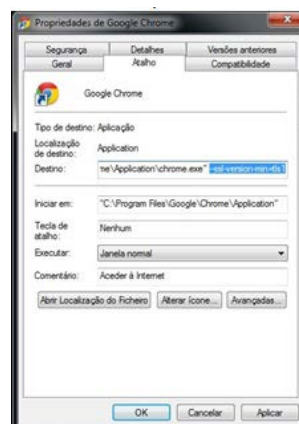 Propriedades de Google Chrome
Segurança Detalhes Versões anteriores
Geral Atalho Compatibilidade
Google Chrome
Tipo de destino: Aplicação
Localização de destino: Application
Destino: me\Application\chrome.exe" --ssl-version-min=tls1
Iniciar em: "C:\Program Files\Google\Chrome\Application"
Tecla de atalho: Nenhum
Executar: Janela normal
Comentário: Aceder à Internet
Abrir Localização do Ficheiro Alterar ícone... Avançadas...
OK Cancelar Aplicar